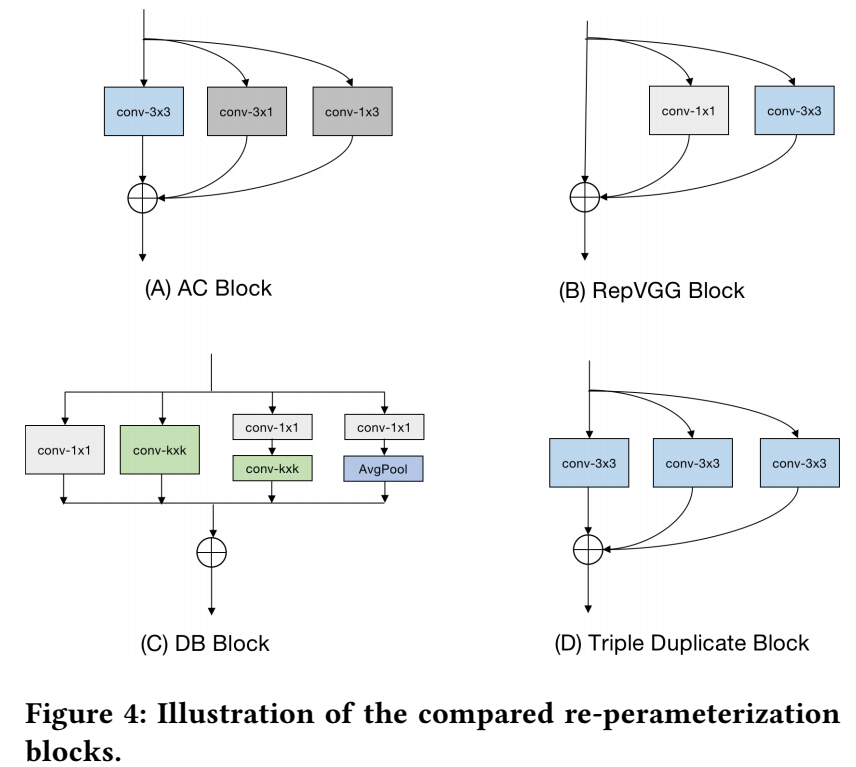 conv-3x3
conv-3x1
conv-1x3
(A) AC Block
conv-1x1
conv-3x3
(B) RepVGG Block
conv-1x1
conv-kxk
conv-1x1
conv-kxk
conv-1x1
AvgPool
(C) DB Block
conv-3x3
conv-3x3
conv-3x3
(D) Triple Duplicate Block
Figure 4: Illustration of the compared re-perameterization
blocks.